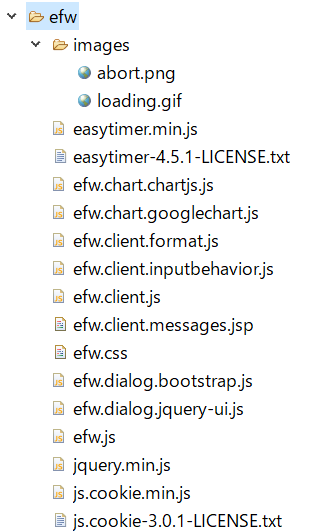 efw
images
abort.png
loading.gif
easytimer.min.js
easytimer-4.5.1-LICENSE.txt
efw.chart.chartjs.js
efw.chart.googlechart.js
efw.client.format.js
efw.client.inputbehavior.js
efw.client.js
efw.client.messages.jsp
efw.css
efw.dialog.bootstrap.js
efw.dialog.jquery-ui.js
efw.js
jquery.min.js
js.cookie.min.js
js.cookie-3.0.1-LICENSE.txt